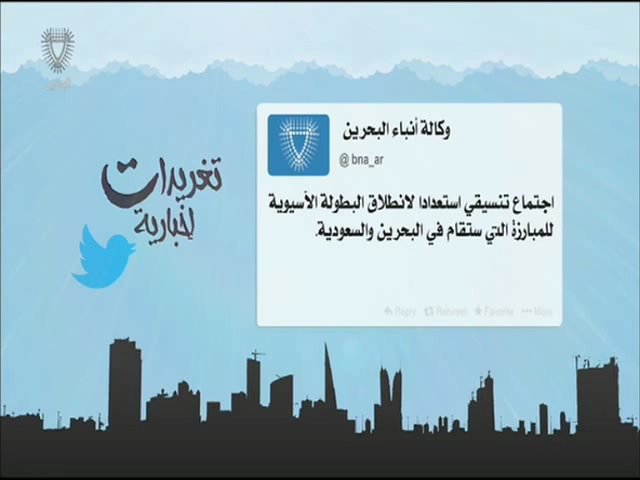 تغريدات
إخبارية
وكالة أنباء البحرين
@bna_ar
اجتماع تنسيقي استعدادا لانطلاق البطولة الآسيوية
للمبارزة التي ستقام في البحرين والسعودية.
Reply Retweet Favorite More